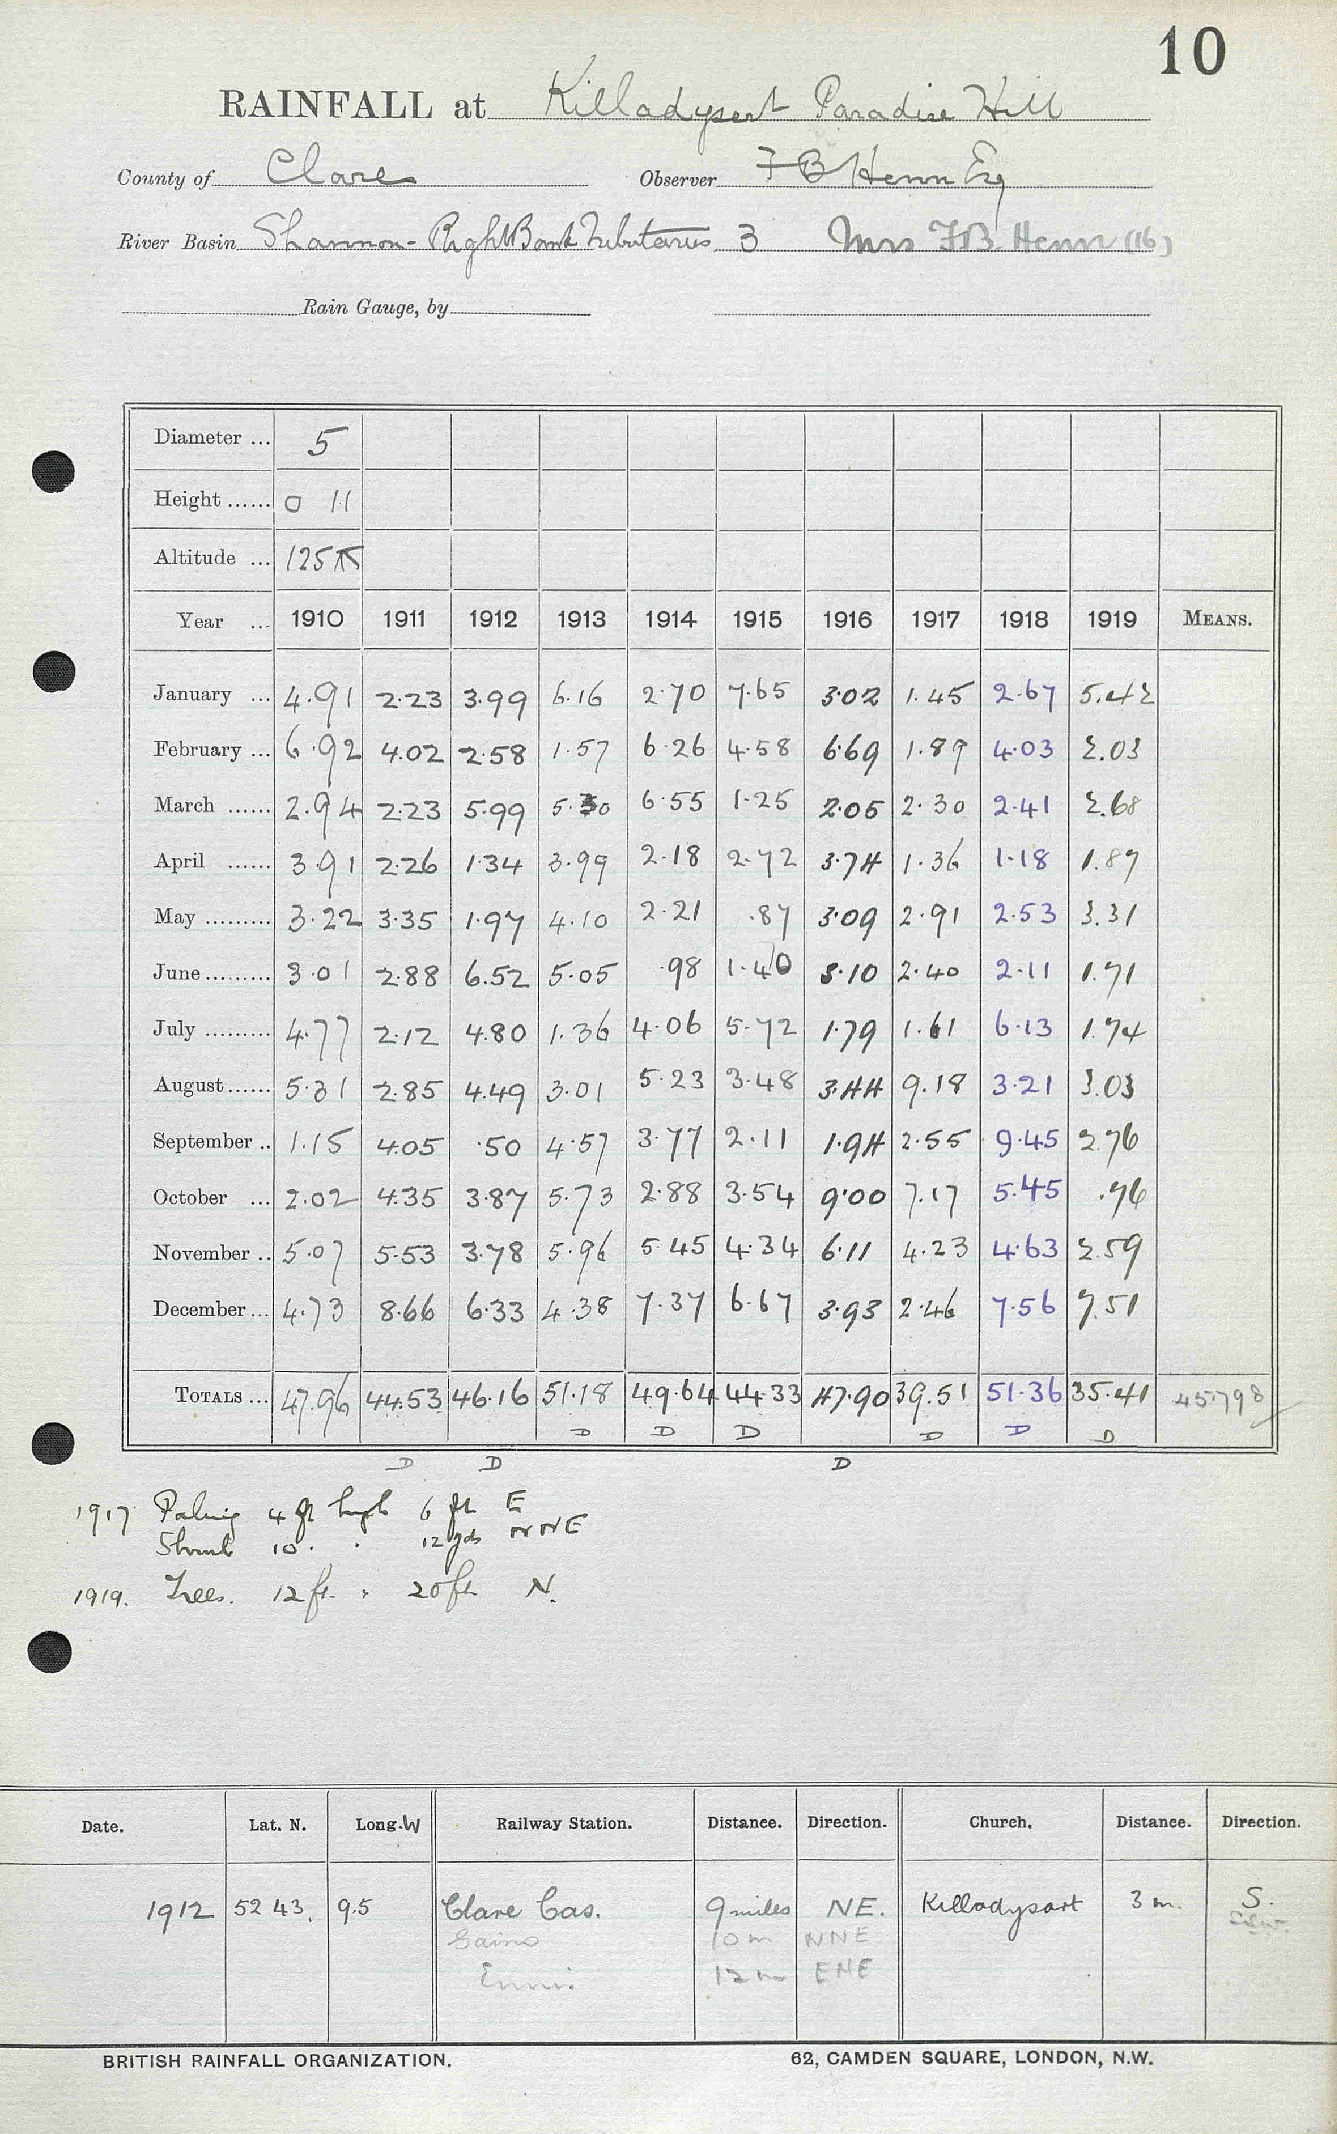 10
RAINFALL at Killadysert Paradise Hill
County of Clare Observer F B Henn Esq
River Basin Shannon - Right Bank Tributaries 3 Mrs F B Henn (16)
Rain Gauge, by
Diameter ... 5
Height ...... 0 11
Altitude ... 125 ft
Year ... 1910 1911 1912 1913 1914 1915 1916 1917 1918 1919 MEANS.
January ... 4.91 2.23 3.99 6.16 2.70 7.65 3.02 1.45 2.67 5.42
February ... 6.92 4.02 2.58 1.57 6.26 4.58 6.69 1.89 4.03 2.03
March ...... 2.94 2.23 5.99 5.30 6.55 1.25 2.05 2.30 2.41 2.68
April ...... 3.91 2.26 1.34 3.99 2.18 2.72 3.74 1.36 1.18 1.87
May ......... 3.22 3.35 1.97 4.10 2.21 .87 3.09 2.91 2.53 3.31
June ......... 3.01 2.88 6.52 5.05 .98 1.40 3.10 2.40 2.11 1.71
July ......... 4.77 2.12 4.80 1.36 4.06 5.72 1.79 1.61 6.13 1.74
August ...... 5.31 2.85 4.49 3.01 5.23 3.48 3.44 9.18 3.21 3.03
September .. 1.15 4.05 .50 4.57 3.77 2.11 1.94 2.55 9.45 2.76
October ... 2.02 4.35 3.87 5.73 2.88 3.54 9.00 7.17 5.45 .76
November .. 5.07 5.53 3.78 5.96 5.45 4.34 6.11 4.23 4.63 2.59
December ... 4.73 8.66 6.33 4.38 7.37 6.67 3.93 2.46 7.56 7.51
TOTALS ... 47.96 44.53 46.16 51.18 49.64 44.33 47.90 39.51 51.36 35.41 45.798
D D D D D D
D D D
1917 Paling 4 ft high 6 ft E
Shrub 10 . . 12 yds NNE
1919. Trees. 12 ft. " 20 ft. N.
Date. Lat. N. Long. W Railway Station. Distance. Direction. Church. Distance. Direction.
1912 52 43. 9.5 Clare Cas. 9 miles NE. Killadysart 3 m. S.
10 m NNE
Ennis 12 m ENE
BRITISH RAINFALL ORGANIZATION. 62, CAMDEN SQUARE, LONDON, N.W.